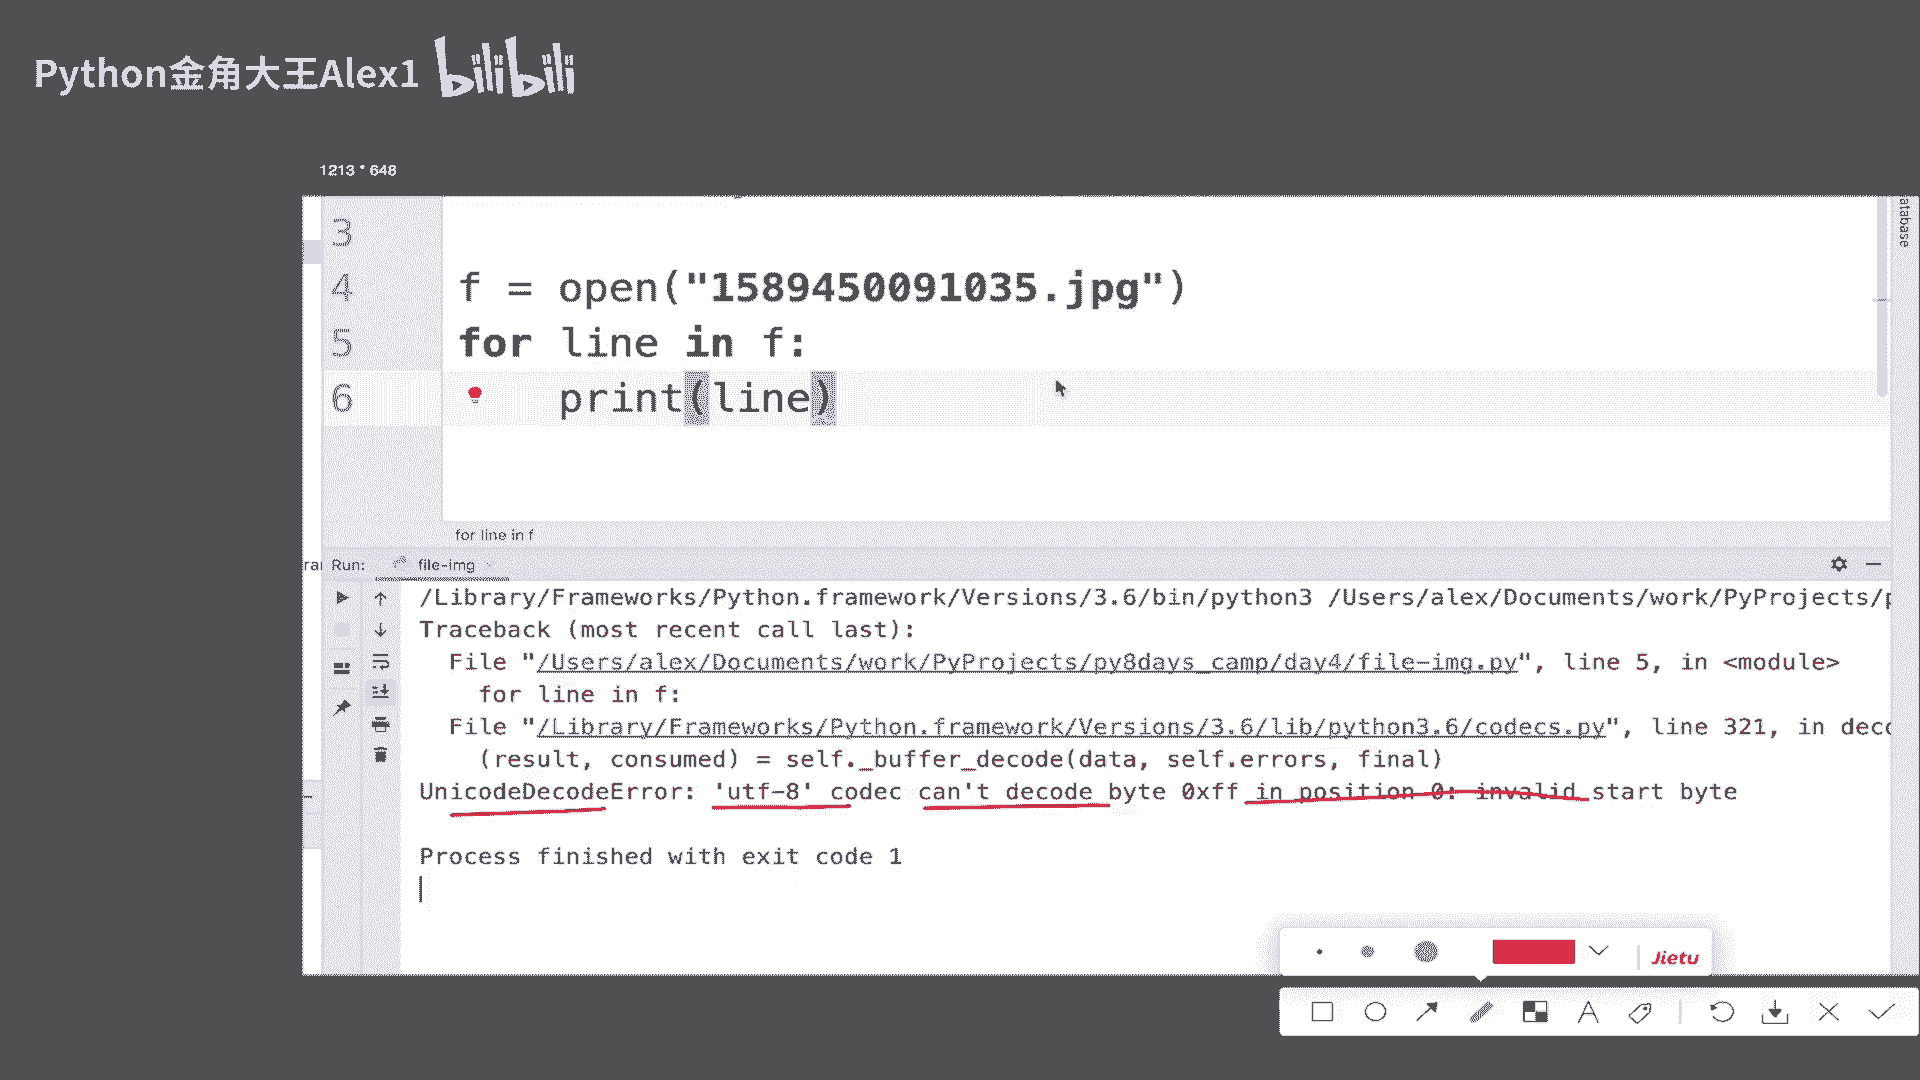 Python金角大王Alex1 bilibili
1213 * 648
atabase
3
4 f = open("1589450091035.jpg")
5 for line in f:
6 print(line)
for line in f
rai Run: file-img
/Library/Frameworks/Python.framework/Versions/3.6/bin/python3 /Users/alex/Documents/work/PyProjects/p
Traceback (most recent call last):
File "/Users/alex/Documents/work/PyProjects/py8days_camp/day4/file-img.py", line 5, in <module>
for line in f:
File "/Library/Frameworks/Python.framework/Versions/3.6/lib/python3.6/codecs.py", line 321, in deco
(result, consumed) = self._buffer_decode(data, self.errors, final)
UnicodeDecodeError: 'utf-8' codec can't decode byte 0xff in position 0: invalid start byte
Process finished with exit code 1
Jietu
A